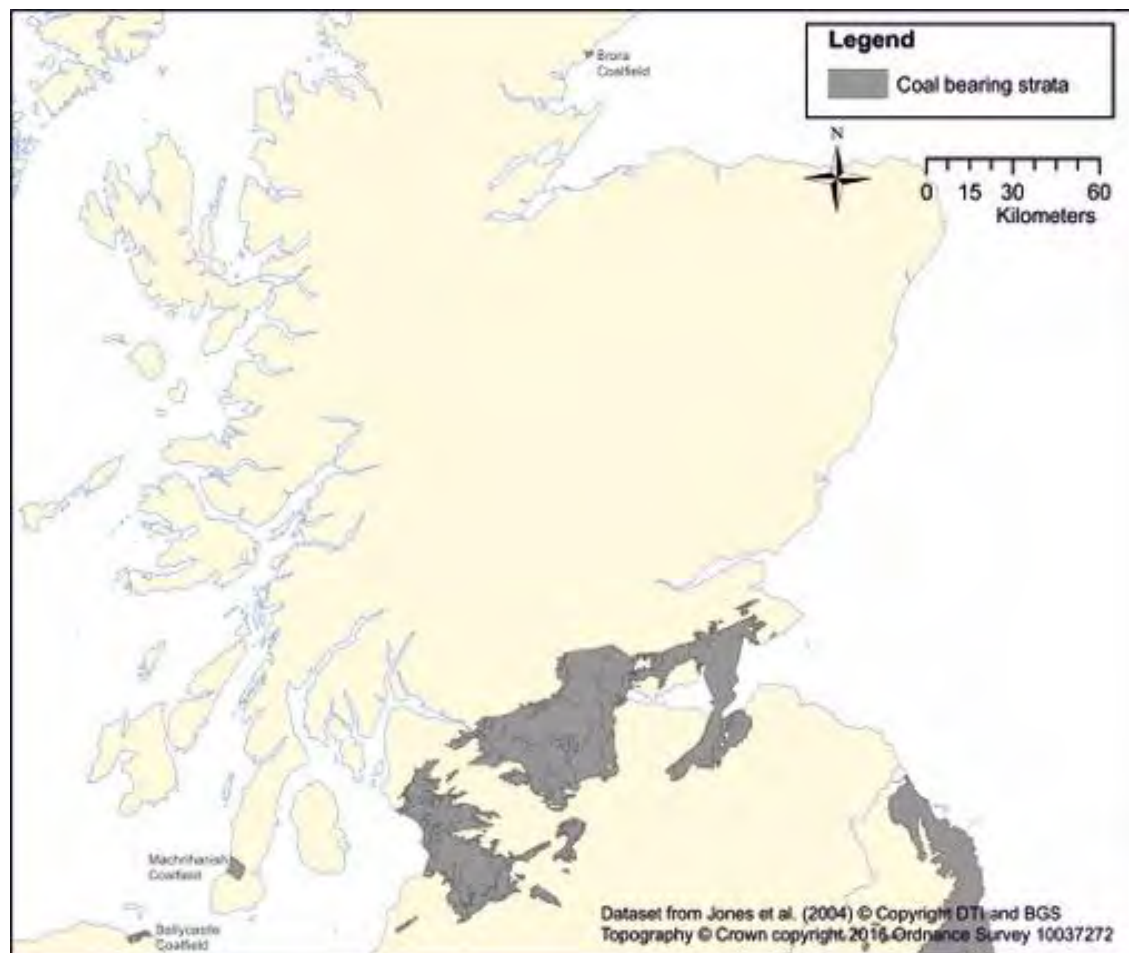 Brora
Coalfield
Legend
Coal bearing strata
N
0 15 30 60
Kilometers
Machrihanish
Coalfield
Ballycastle
Coalfield
Dataset from Jones et al. (2004) © Copyright DTI and BGS
Topography © Crown copyright 2016 Ordnance Survey 10037272